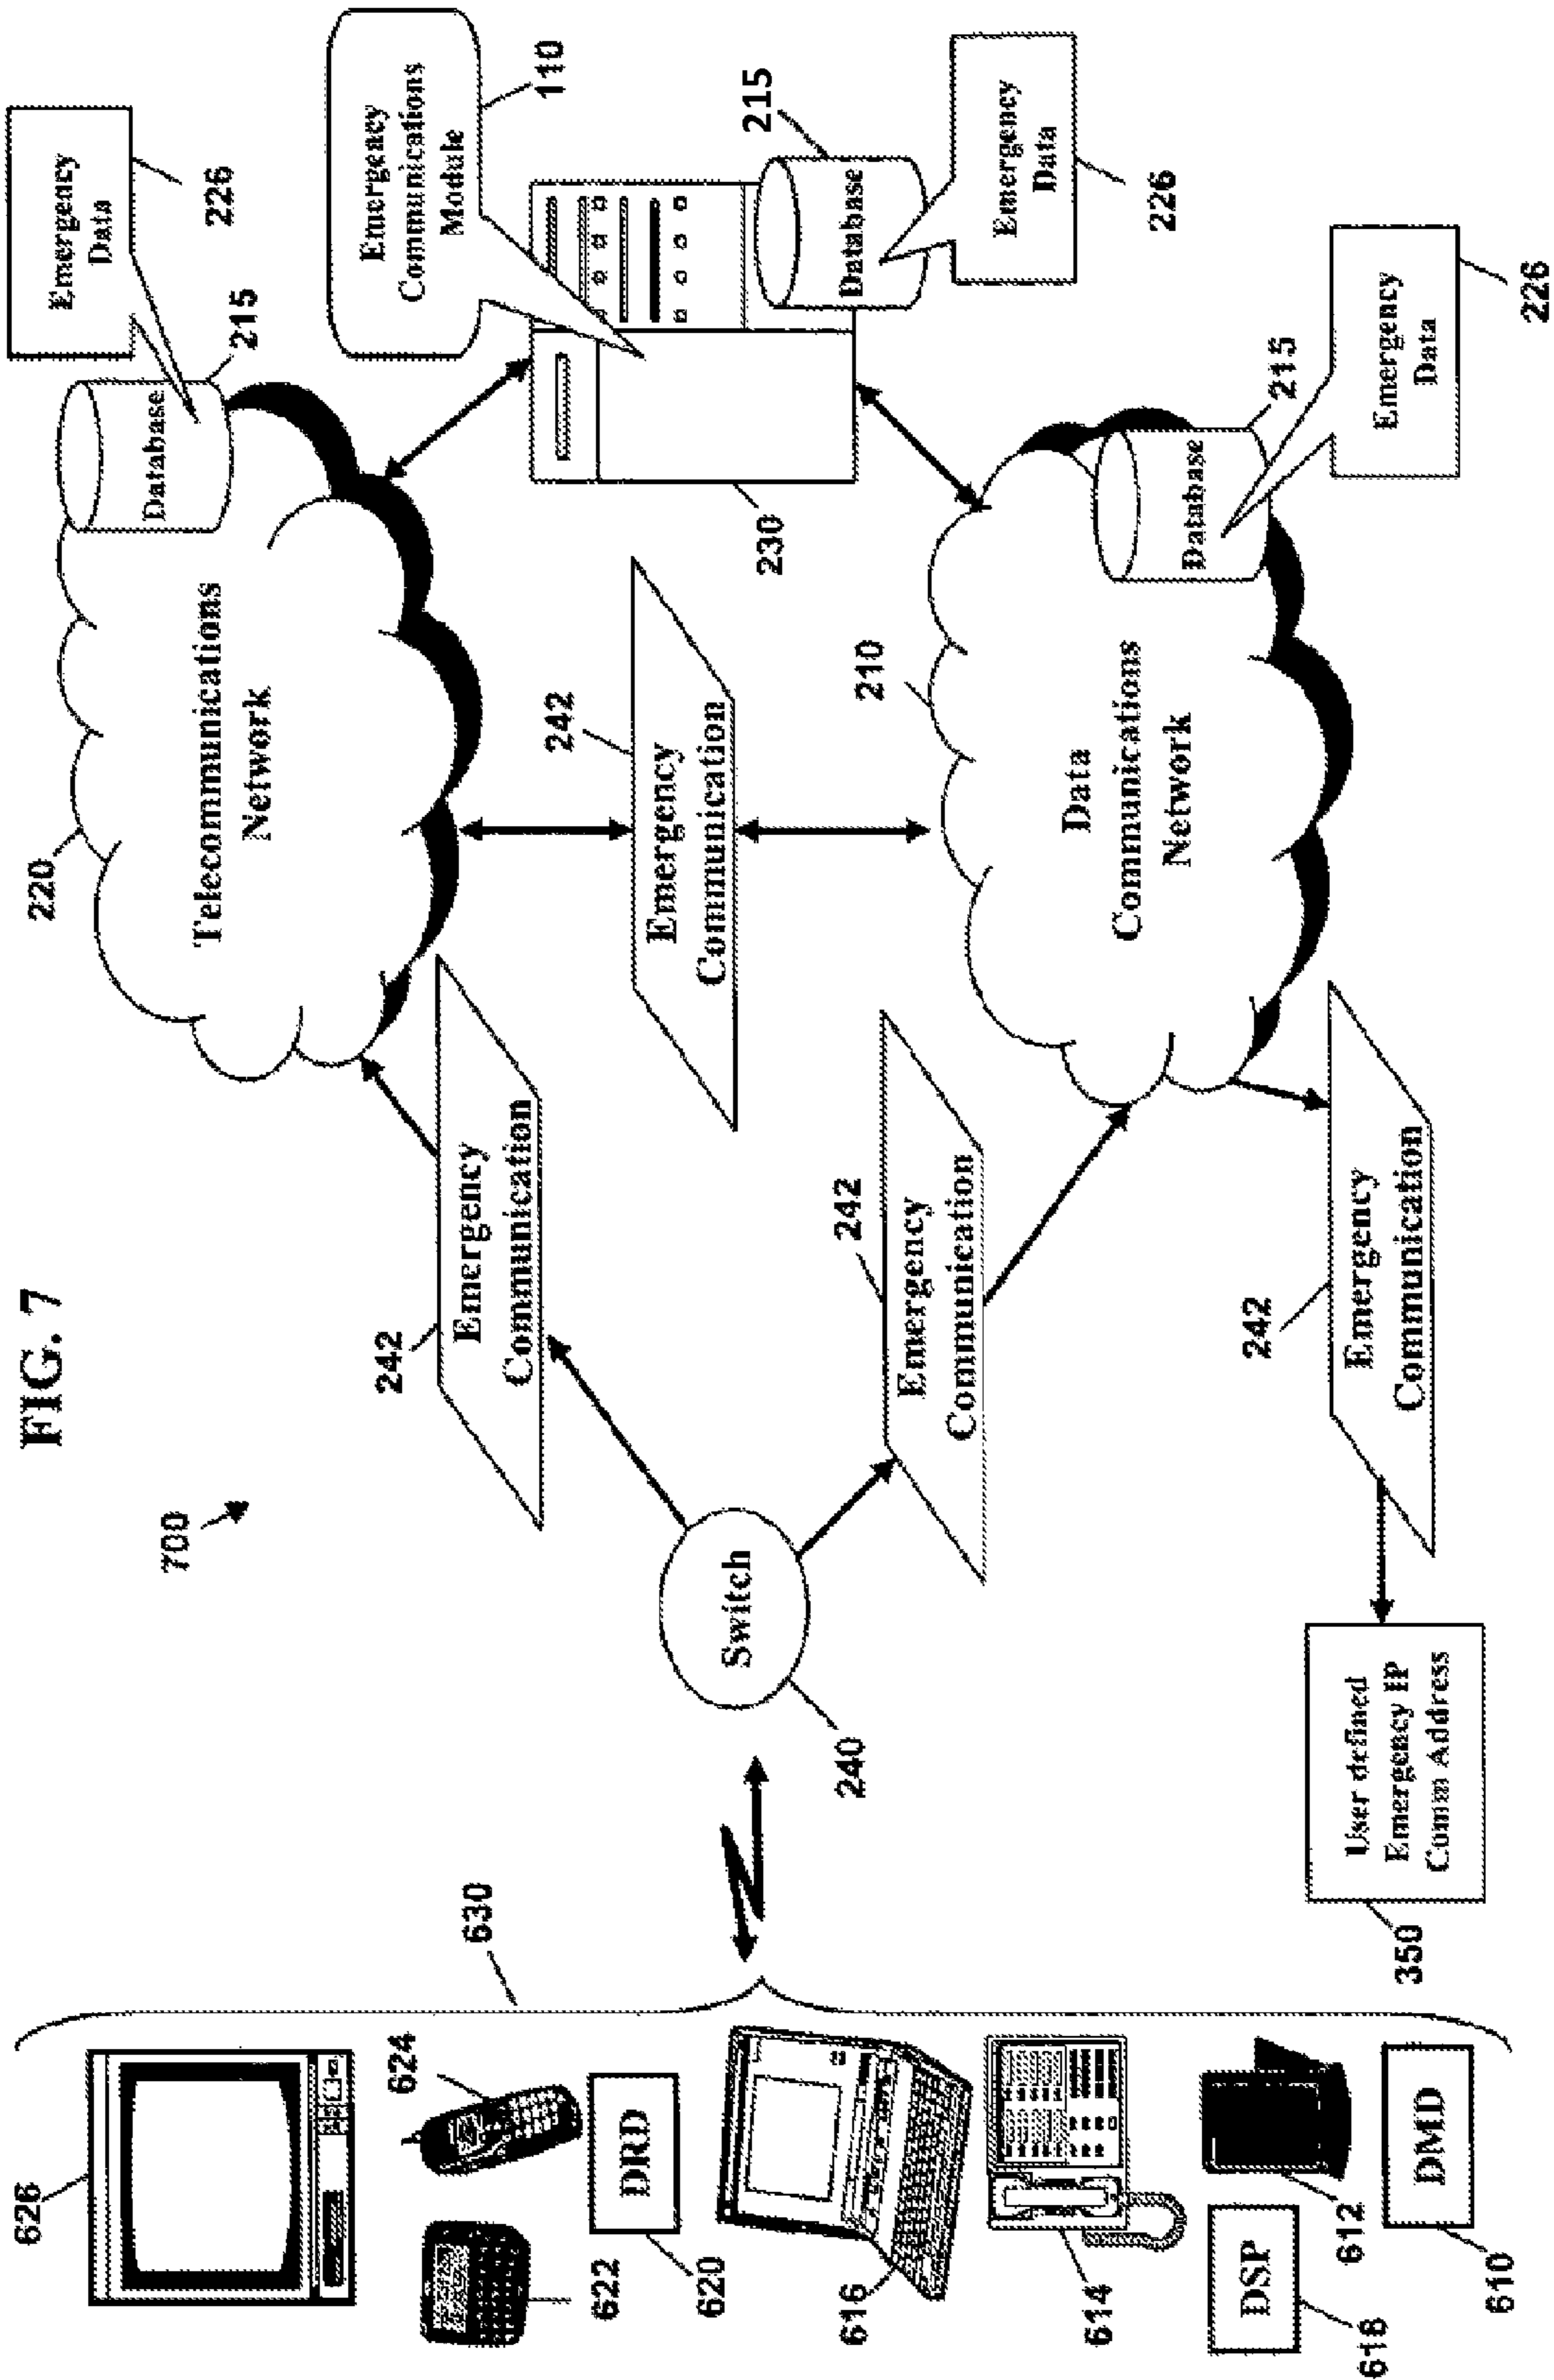 FIG. 7
700
626
624
622
DRD
620
616
614
612
DSP
618
DMD
610
630
Switch
240
242
Emergency
Communication
242
Emergency
Communication
242
Emergency
Communication
User defined
Emergency IP
Comm Address
350
220
Telecommunications
Network
Database
215
Emergency
Data
226
242
Emergency
Communication
Emergency
Communications
Module
110
230
Database
215
Emergency
Data
226
210
Data
Communications
Network
Database
215
Emergency
Data
226